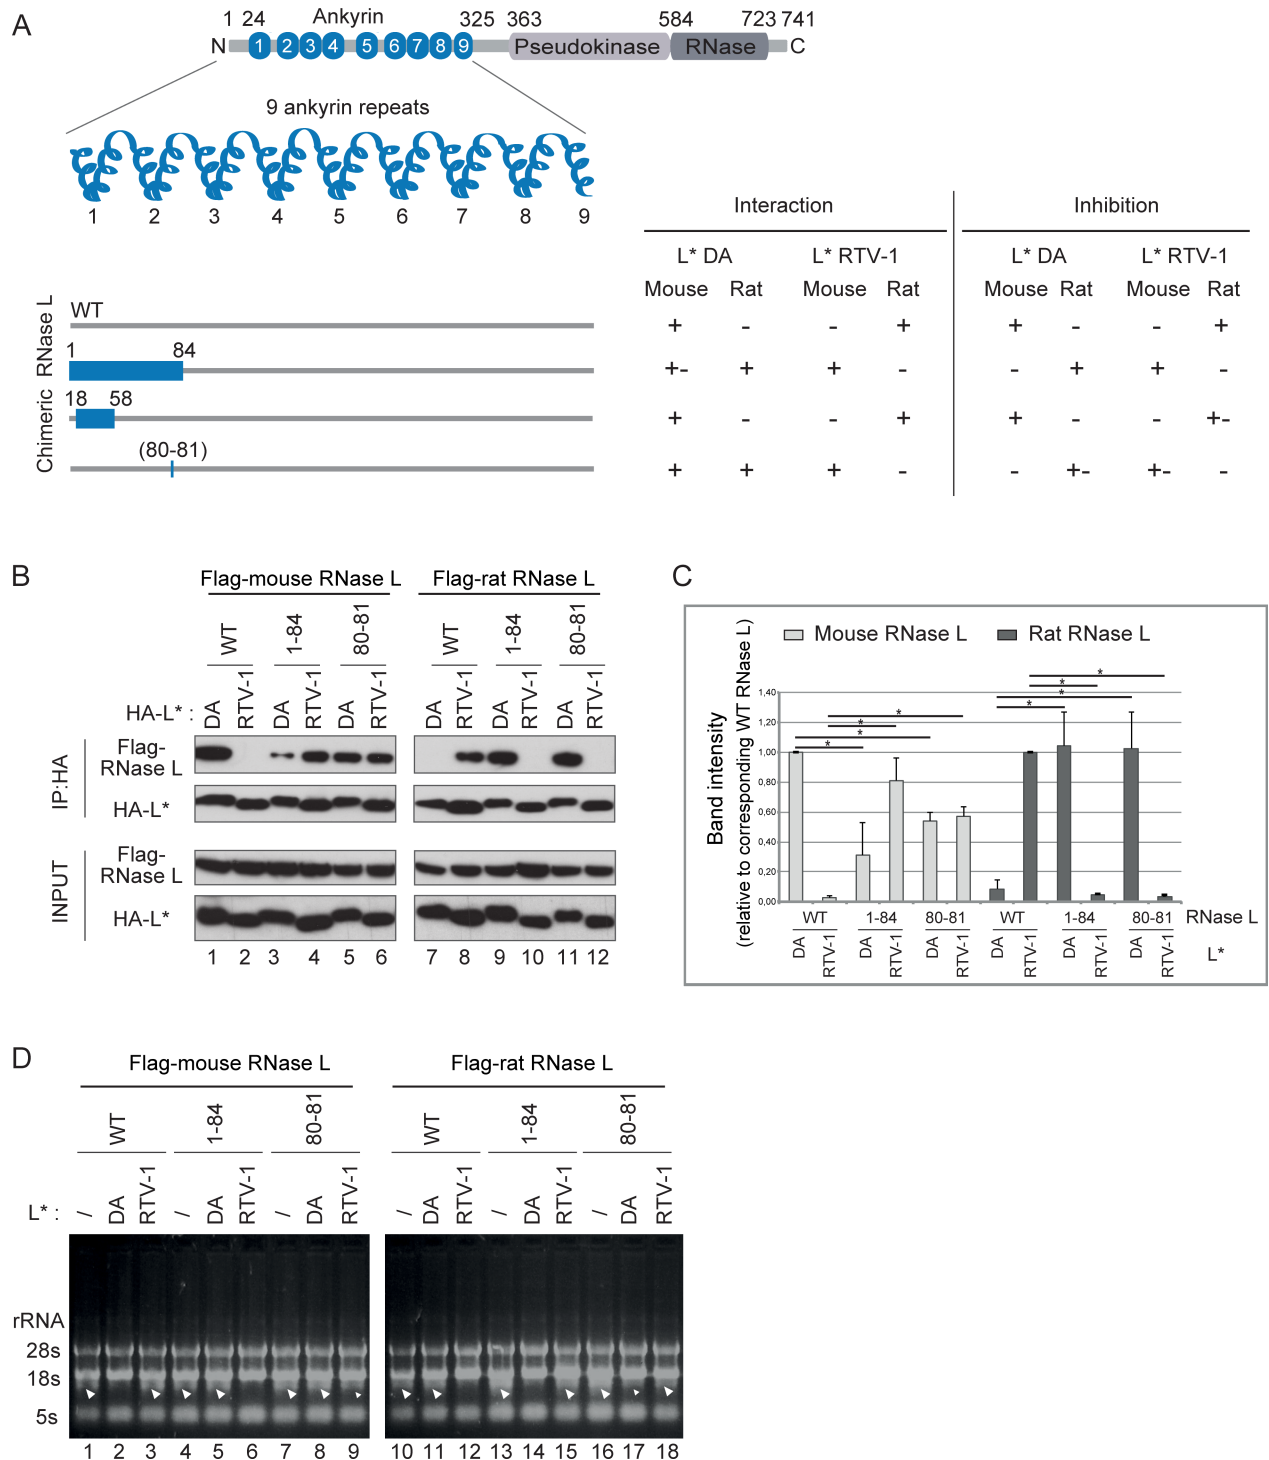 A
1 24 Ankyrin 325 363 584 723 741
N 1 2 3 4 5 6 7 8 9 Pseudokinase RNase C
9 ankyrin repeats
1 2 3 4 5 6 7 8 9
Interaction Inhibition
L* DA L* RTV-1 L* DA L* RTV-1
Mouse Rat Mouse Rat Mouse Rat Mouse Rat
Chimeric RNase L
WT
+ - - + + - - +
1 84
+- + + - - + + -
18 58
+ - - + + - - +-
(80-81)
+ + + - - +- +- -
B
Flag-mouse RNase L Flag-rat RNase L
WT 1-84 80-81 WT 1-84 80-81
HA-L* : DA RTV-1 DA RTV-1 DA RTV-1 DA RTV-1 DA RTV-1 DA RTV-1
IP:HA
Flag-
RNase L
HA-L*
INPUT
Flag-
RNase L
HA-L*
1 2 3 4 5 6 7 8 9 10 11 12
C
Mouse RNase L Rat RNase L
Band intensity
(relative to corresponding WT RNase L)
* * * *
* * * *
1,40
1,20
1,00
0,80
0,60
0,40
0,20
0,00
WT 1-84 80-81 WT 1-84 80-81 RNase L
DA RTV-1 DA RTV-1 DA RTV-1 DA RTV-1 DA RTV-1 DA RTV-1 L*
D
Flag-mouse RNase L Flag-rat RNase L
WT 1-84 80-81 WT 1-84 80-81
L* : / DA RTV-1 / DA RTV-1 / DA RTV-1 / DA RTV-1 / DA RTV-1 / DA RTV-1
rRNA
28s
18s
5s
1 2 3 4 5 6 7 8 9 10 11 12 13 14 15 16 17 18